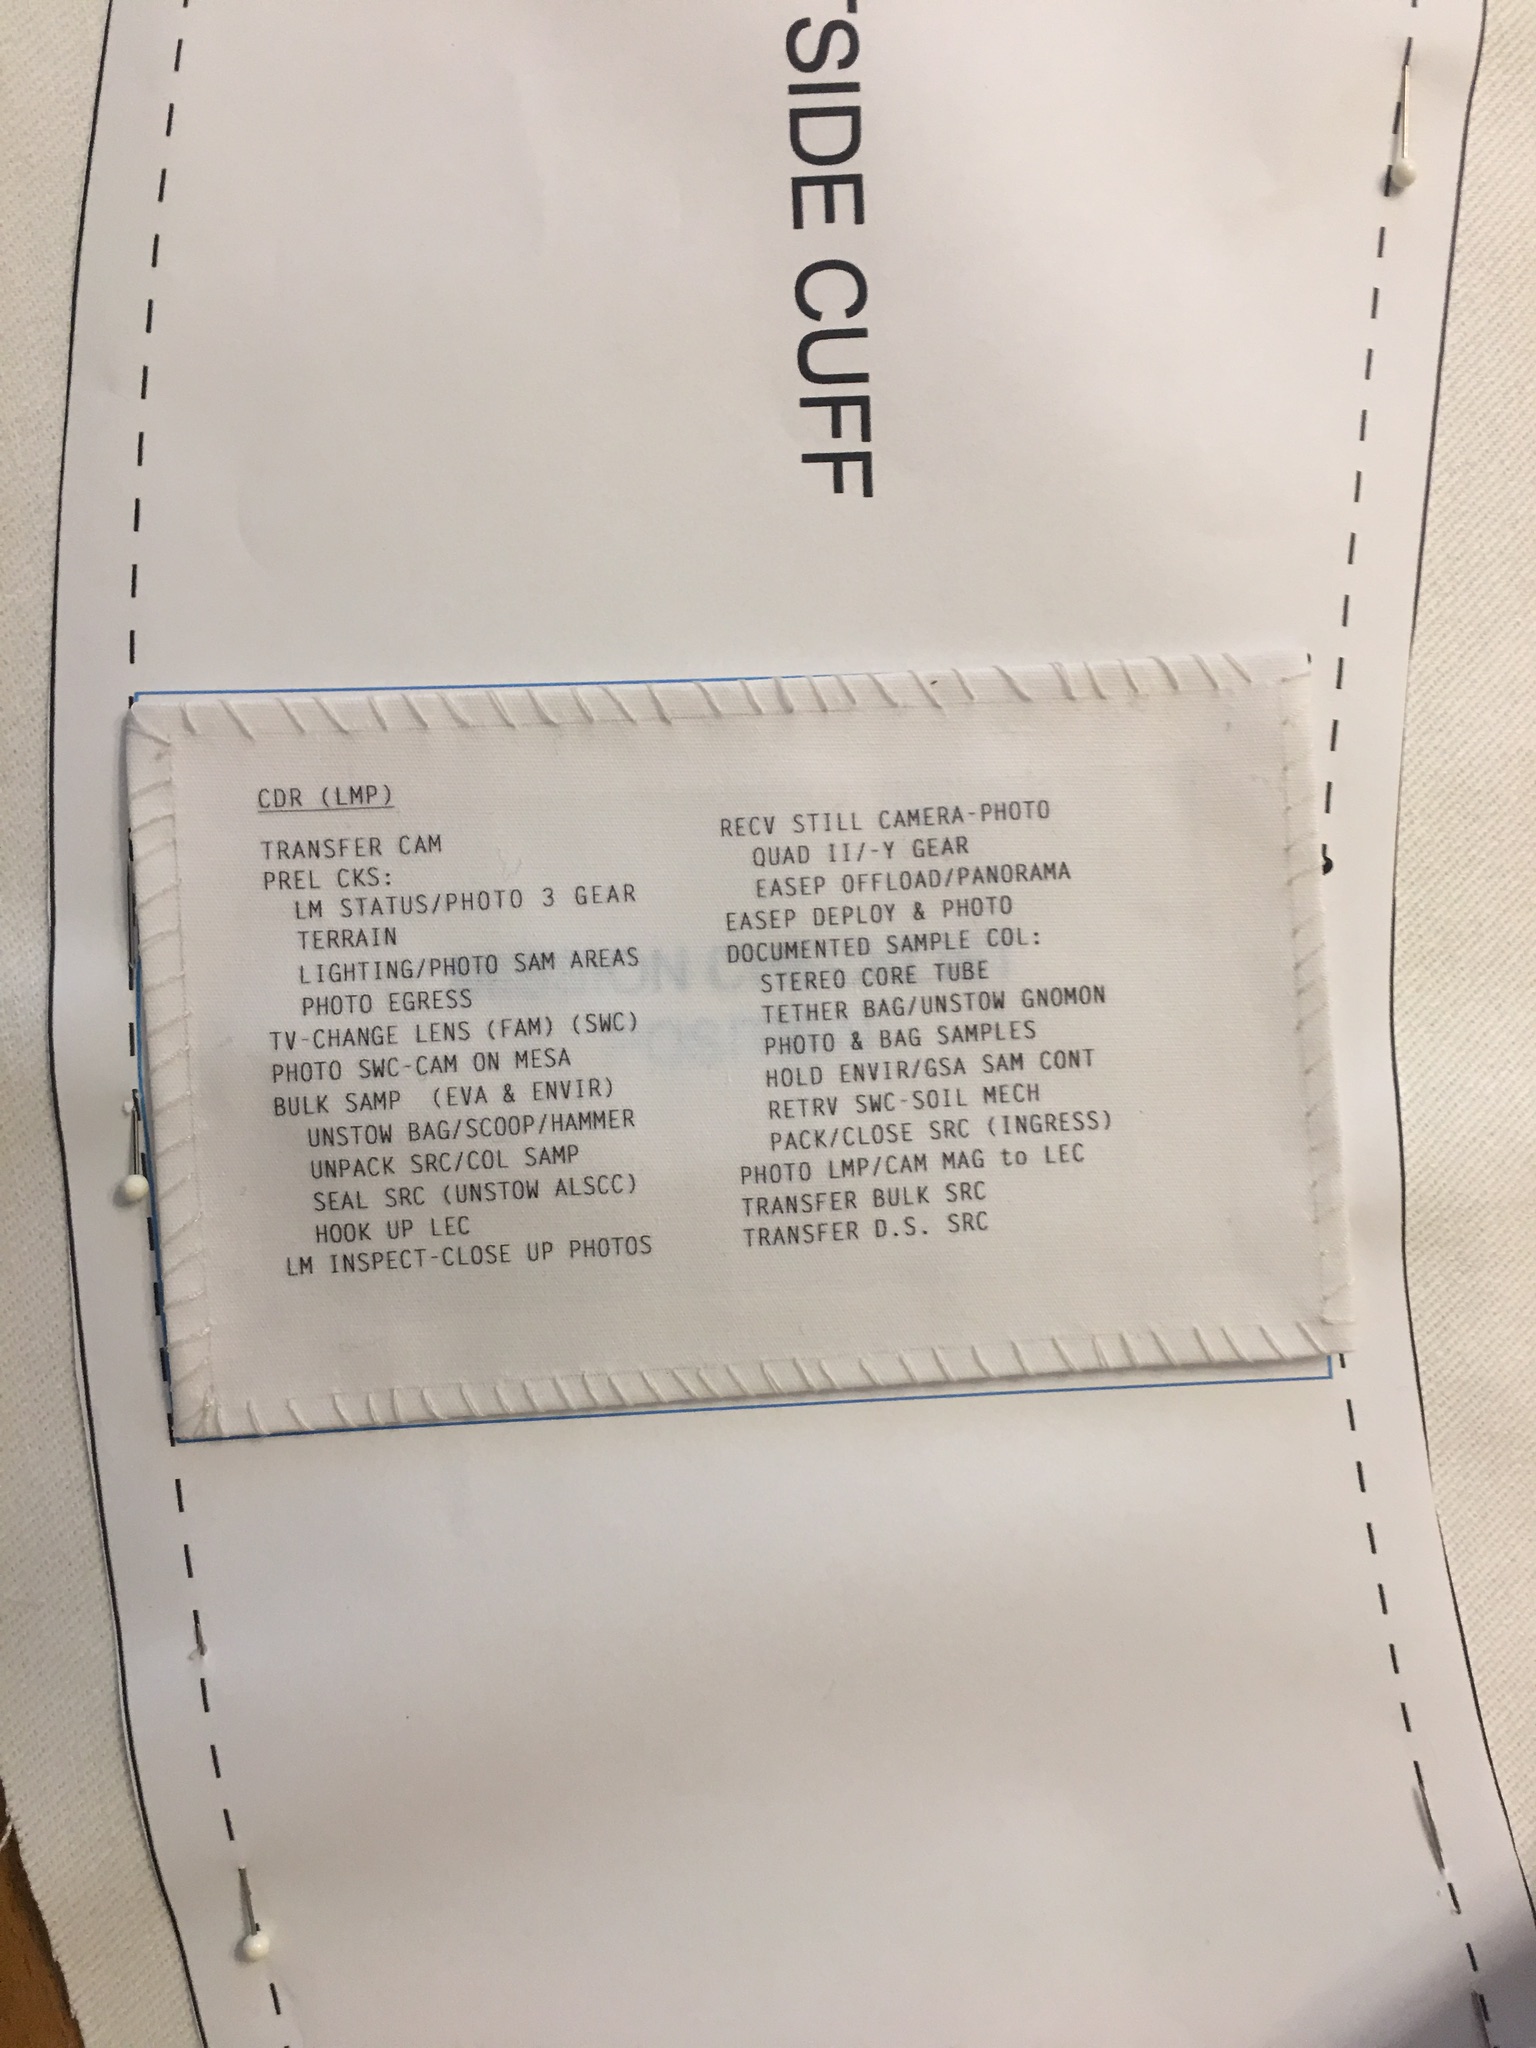 TSIDE CUFF
CDR (LMP)
TRANSFER CAM
PREL CKS:
LM STATUS/PHOTO 3 GEAR
TERRAIN
LIGHTING/PHOTO SAM AREAS
PHOTO EGRESS
TV-CHANGE LENS (FAM) (SWC)
PHOTO SWC-CAM ON MESA
BULK SAMP (EVA & ENVIR)
UNSTOW BAG/SCOOP/HAMMER
UNPACK SRC/COL SAMP
SEAL SRC (UNSTOW ALSCC)
HOOK UP LEC
LM INSPECT-CLOSE UP PHOTOS
RECV STILL CAMERA-PHOTO
QUAD II/-Y GEAR
EASEP OFFLOAD/PANORAMA
EASEP DEPLOY & PHOTO
DOCUMENTED SAMPLE COL:
STEREO CORE TUBE
TETHER BAG/UNSTOW GNOMON
PHOTO & BAG SAMPLES
HOLD ENVIR/GSA SAM CONT
RETRV SWC-SOIL MECH
PACK/CLOSE SRC (INGRESS)
PHOTO LMP/CAM MAG to LEC
TRANSFER BULK SRC
TRANSFER D.S. SRC